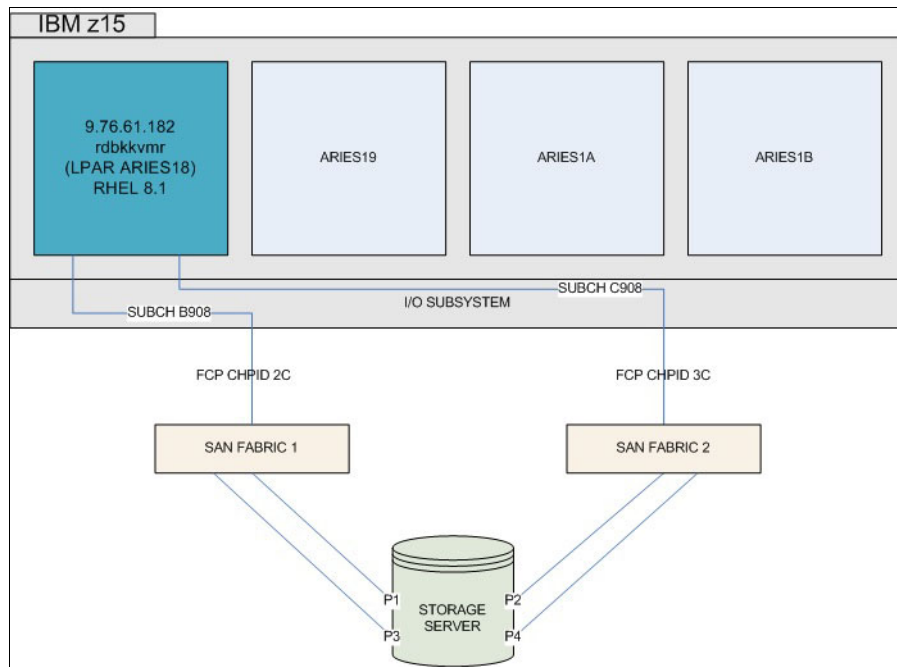 IBM z15
9.76.61.182
rdbkkvmr
(LPAR ARIES18)
RHEL 8.1
ARIES19
ARIES1A
ARIES1B
SUBCH B908
I/O SUBSYSTEM
SUBCH C908
FCP CHPID 2C
FCP CHPID 3C
SAN FABRIC 1
SAN FABRIC 2
P1
P3
STORAGE
SERVER
P2
P4